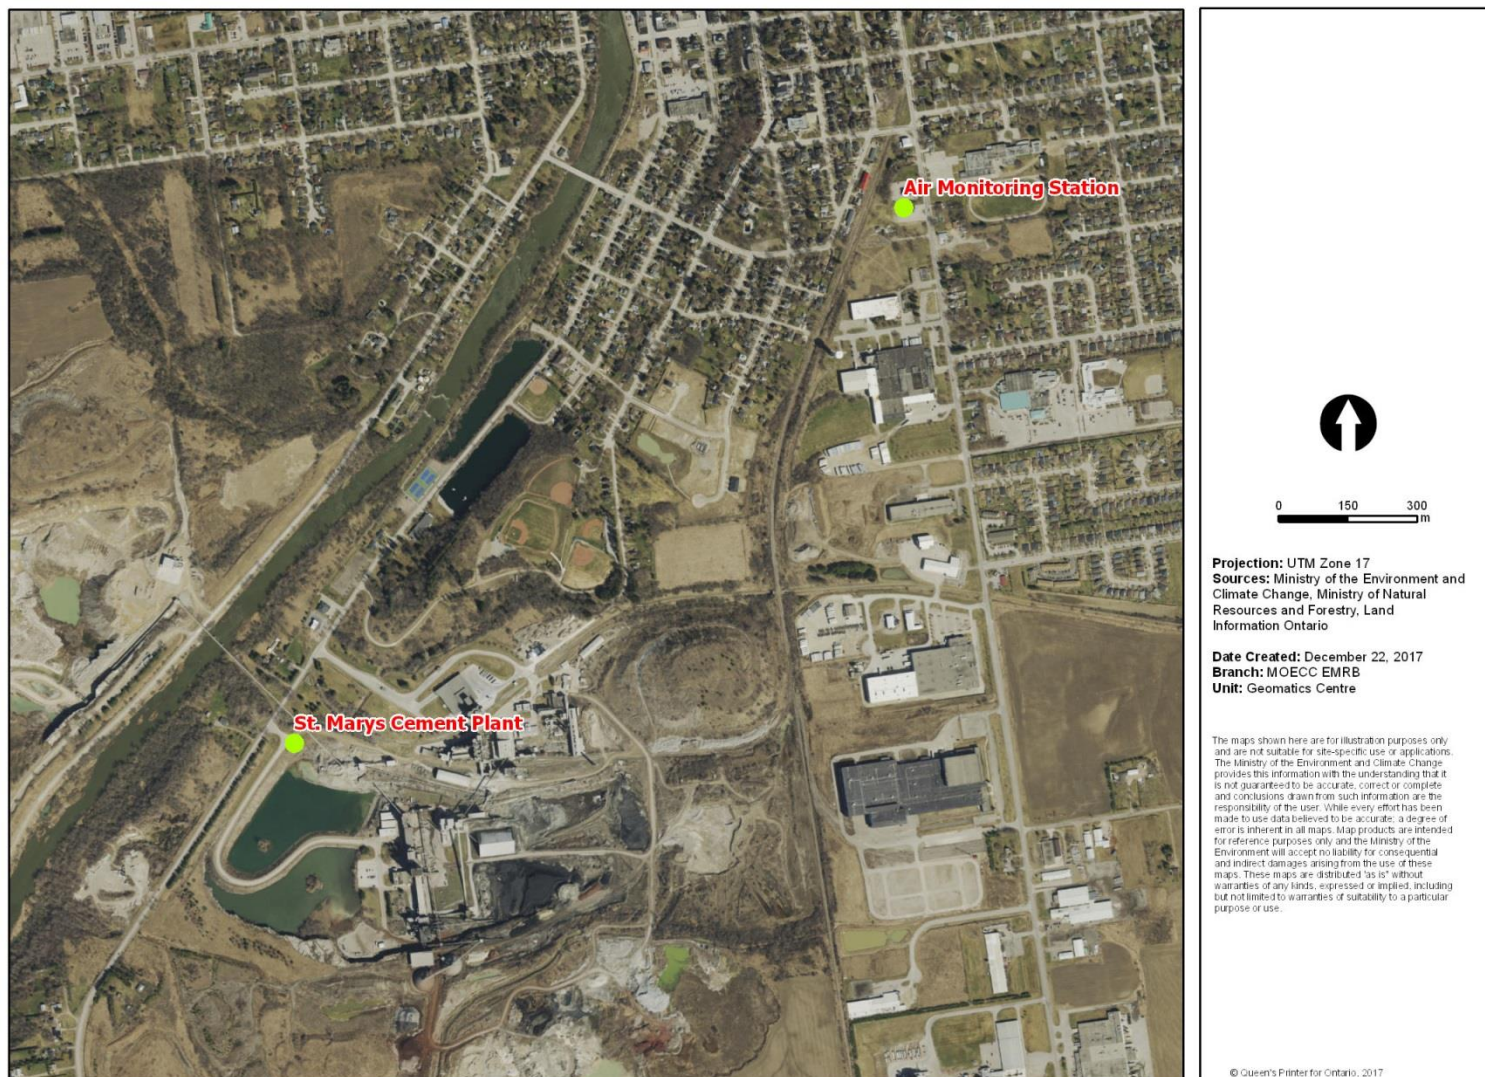 Air Monitoring Station
St. Marys Cement Plant
0 150 300
m
Projection: UTM Zone 17
Sources: Ministry of the Environment and
Climate Change, Ministry of Natural
Resources and Forestry, Land
Information Ontario
Date Created: December 22, 2017
Branch: MOECC EMRB
Unit: Geomatics Centre
The maps shown here are for illustration purposes only
and are not suitable for site-specific use or applications.
The Ministry of the Environment and Climate Change
provides this information with the understanding that it
is not guaranteed to be accurate, correct or complete
and conclusions drawn from such information are the
responsibility of the user. While every effort has been
made to use data believed to be accurate; a degree of
error is inherent in all maps. Map products are intended
for reference purposes only and the Ministry of the
Environment will accept no liability for consequential
and indirect damages arising from the use of these
maps. These maps are distributed 'as is" without
warranties of any kinds, expressed or implied, including
but not limited to warranties of suitability to a particular
purpose or use.
© Queen's Printer for Ontario, 2017